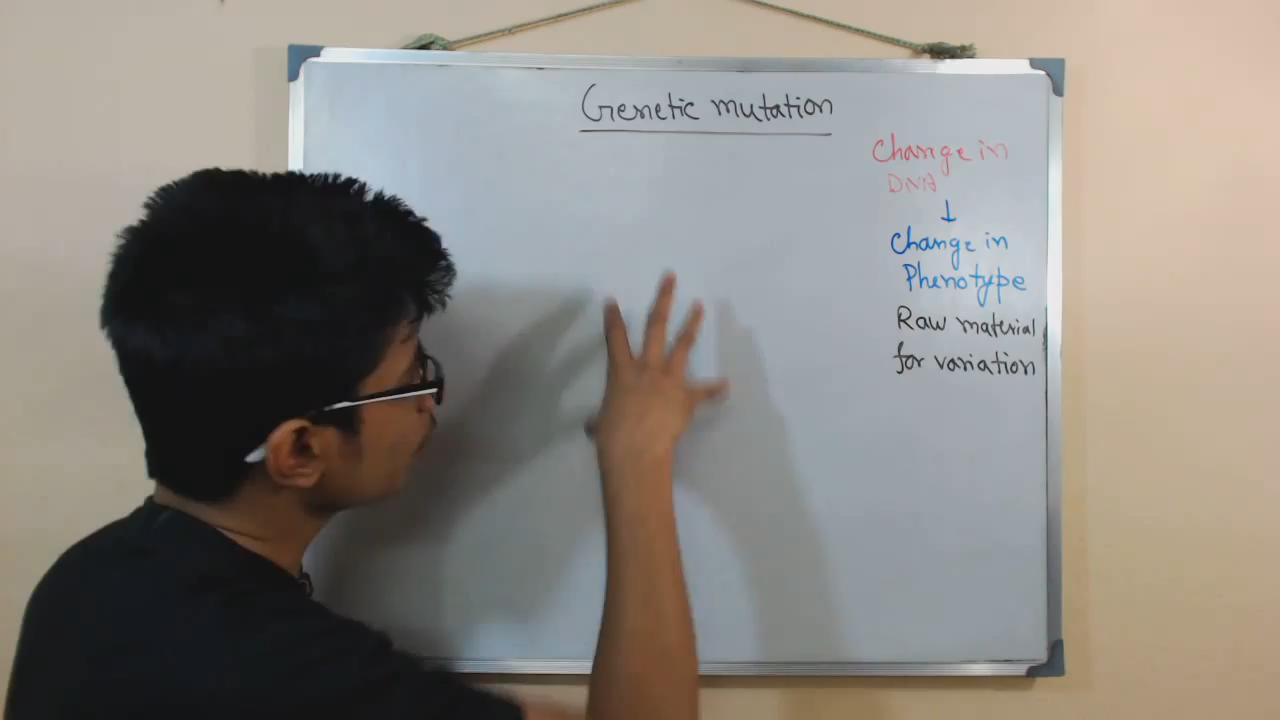 Genetic mutation
Change in
DNA
↓
Change in
Phenotype
Raw material
for variation